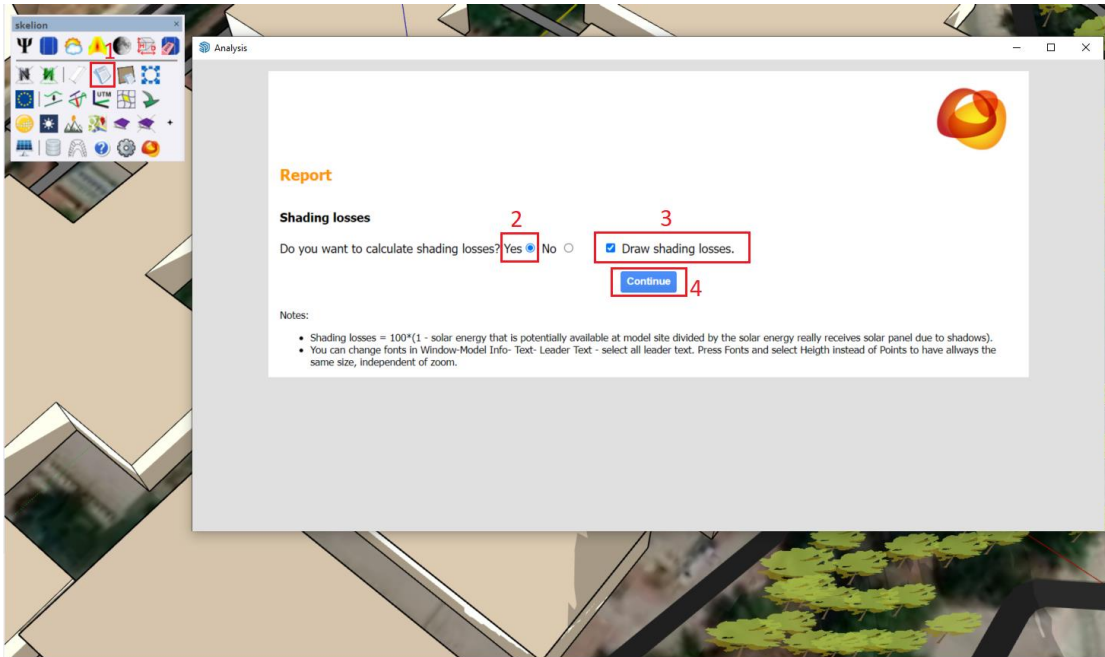 skelion
×
1
UTM
Analysis
Report
Shading losses
2
3
Do you want to calculate shading losses? Yes No
Draw shading losses.
Continue
4
Notes:
Shading losses = 100*(1 - solar energy that is potentially available at model site divided by the solar energy really receives solar panel due to shadows).
You can change fonts in Window-Model Info- Text- Leader Text - select all leader text. Press Fonts and select Heigth instead of Points to have allways the
same size, independent of zoom.